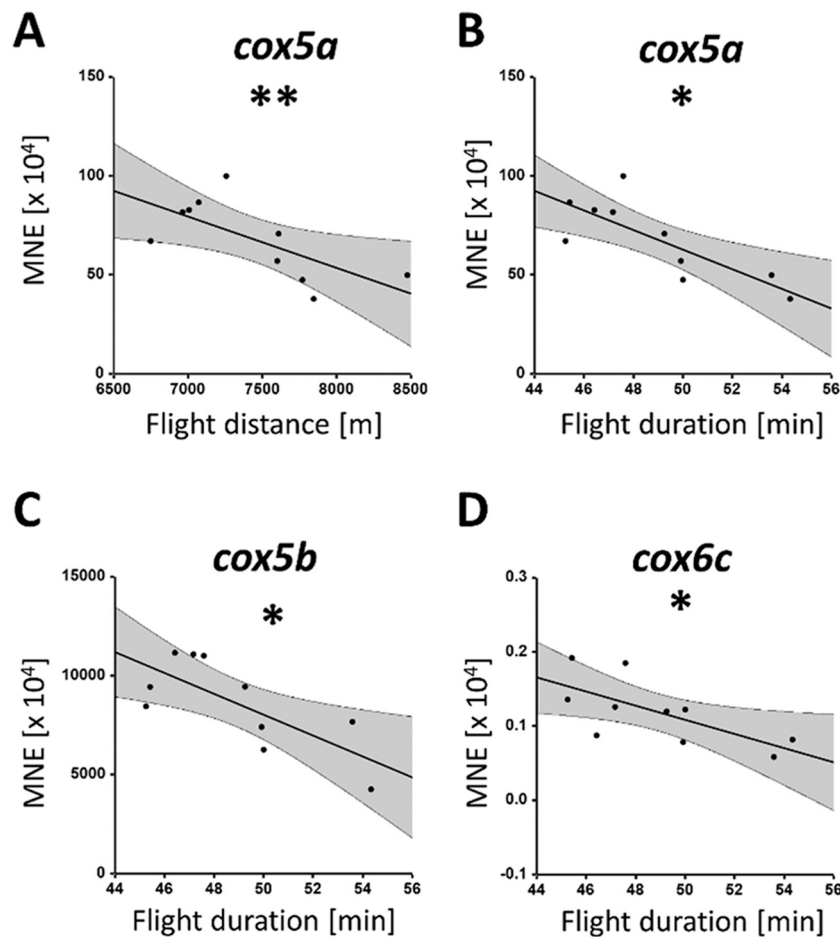 A
cox5a
**
150
100
50
0
MNE [x 10⁴]
6500 7000 7500 8000 8500
Flight distance [m]
B
cox5a
*
150
100
50
0
MNE [x 10⁴]
44 46 48 50 52 54 56
Flight duration [min]
C
cox5b
*
15000
10000
5000
0
MNE [x 10⁴]
44 46 48 50 52 54 56
Flight duration [min]
D
cox6c
*
0.3
0.2
0.1
0.0
-0.1
MNE [x 10⁴]
44 46 48 50 52 54 56
Flight duration [min]